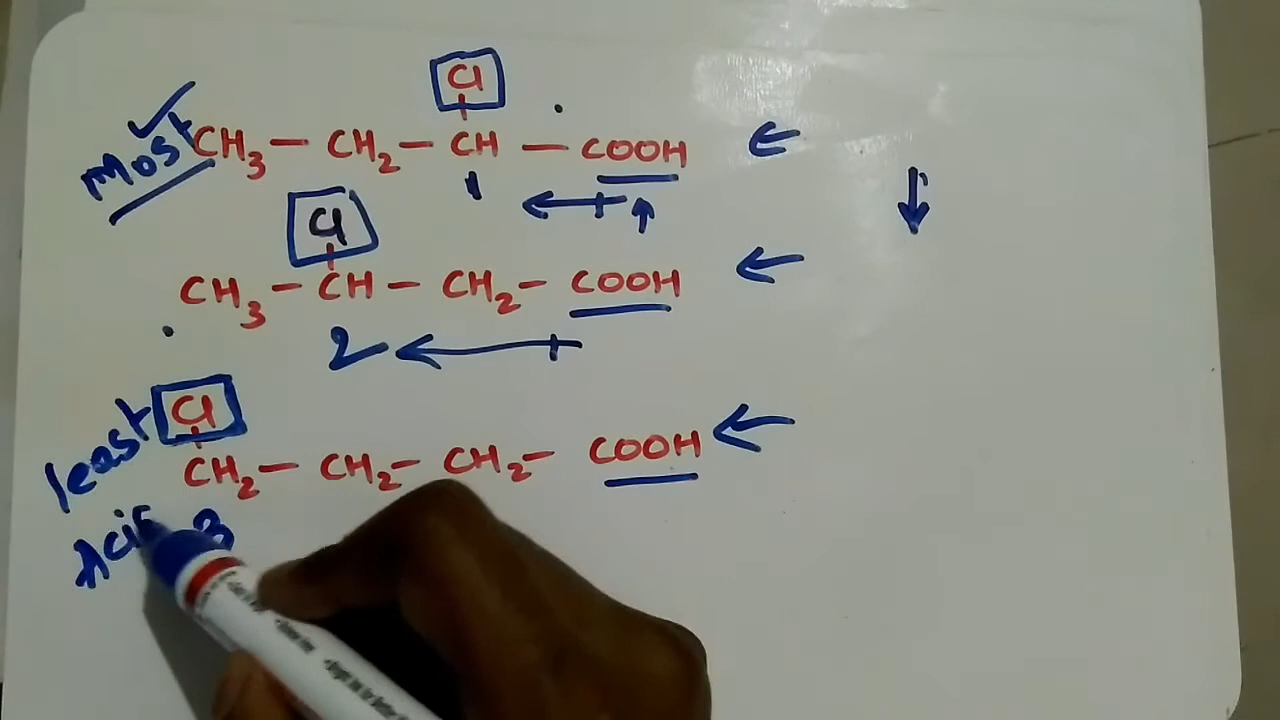 Cl
Most CH3 — CH2 — CH — COOH
1
Cl
CH3 — CH — CH2 — COOH
2
Cl
least CH2 — CH2 — CH2 — COOH
3